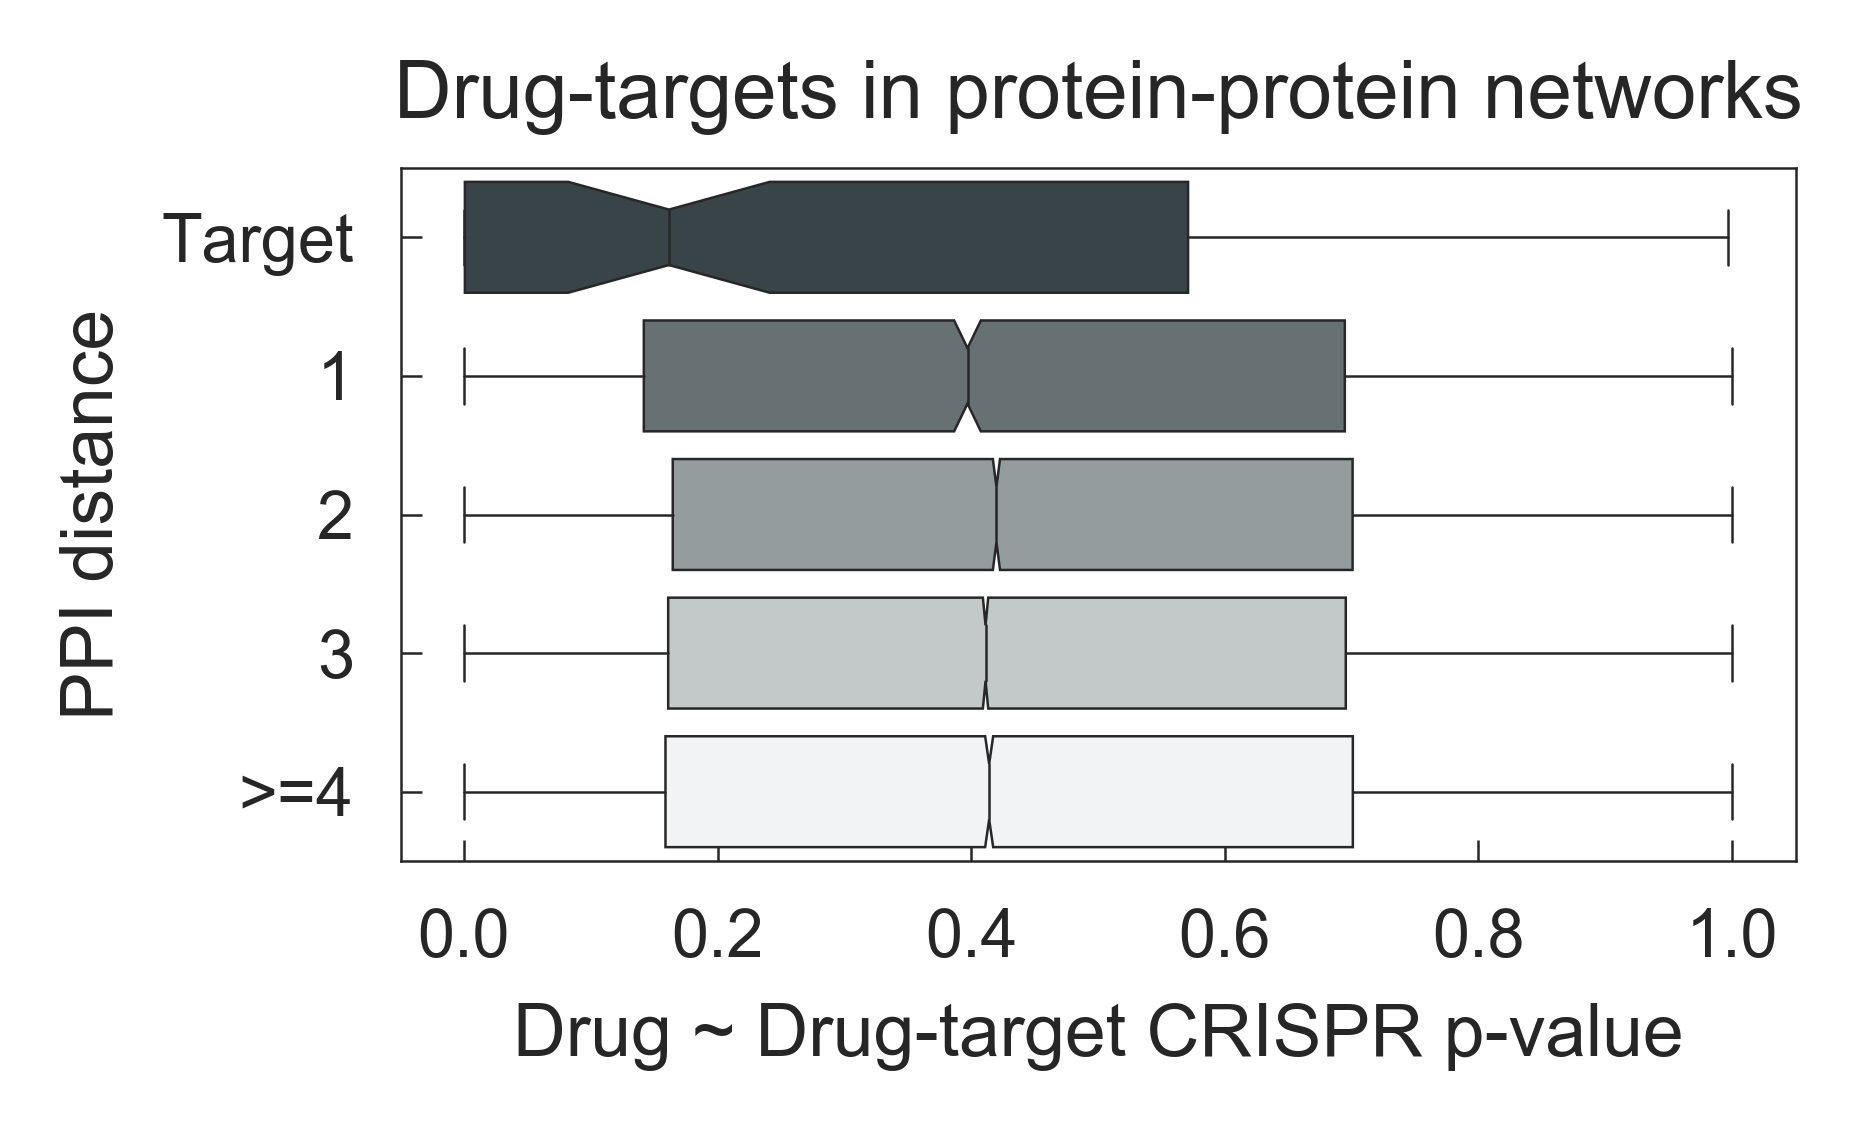 Drug-targets in protein-protein networks
PPI distance
Target
1
2
3
>=4
0.0 0.2 0.4 0.6 0.8 1.0
Drug ~ Drug-target CRISPR p-value